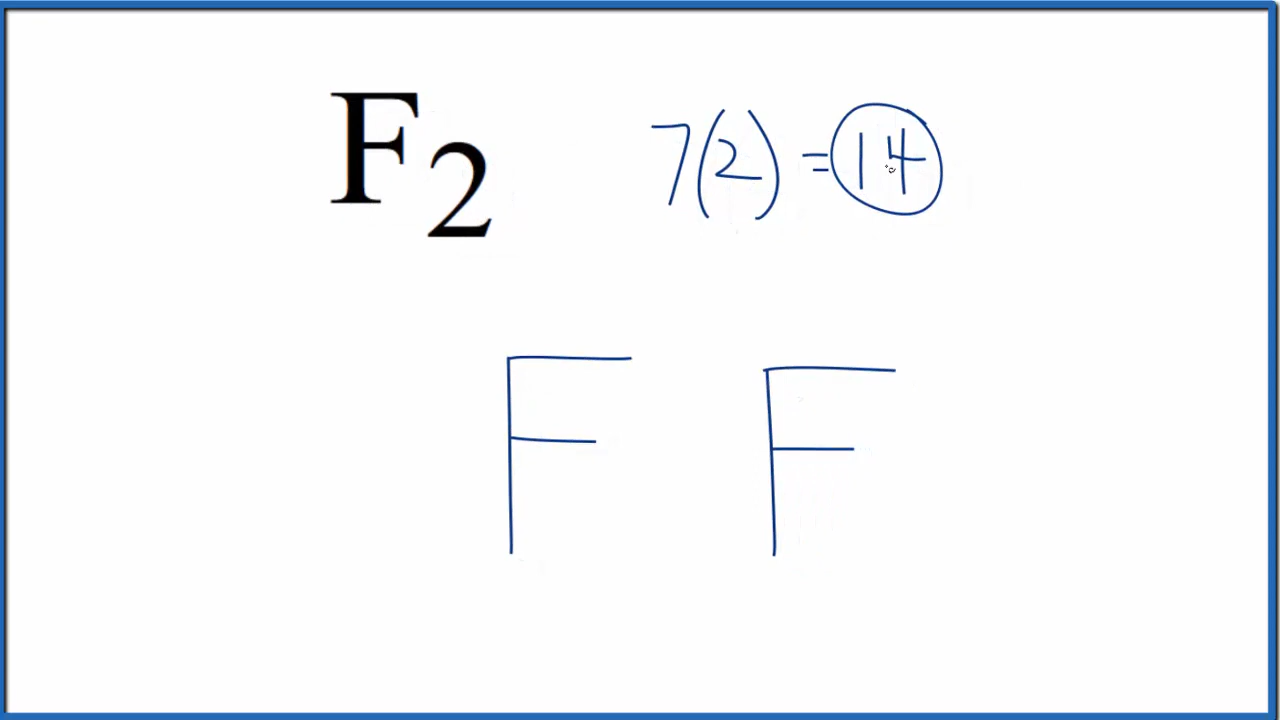 F₂ 7(2) = 14
F F